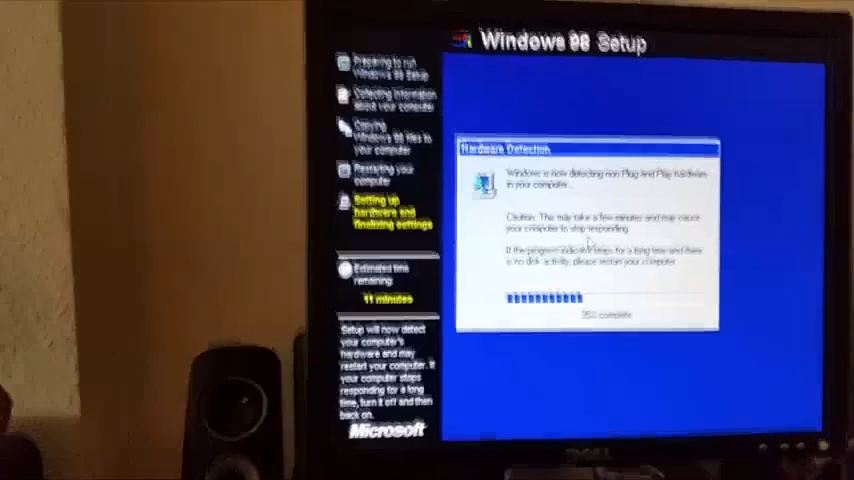 Windows 98 Setup
Preparing to run
Windows 98 Setup
Collecting information
about your computer
Copying
Windows 98 files to
your computer
Restarting your
computer
Setting up
hardware and
finalizing settings
Estimated time
remaining:
11 minutes
Setup will now detect
your computer's
hardware and may
restart your computer. If
your computer stops
responding for a long
time, turn it off and then
back on.
Microsoft
Hardware Detection
Windows is now detecting non Plug And Play hardware
in your computer...
Caution: This may take a few minutes and may cause
your computer to stop responding.
If the progress indicator stops for a long time and there
is no disk activity, please restart your computer.
complete
DELL